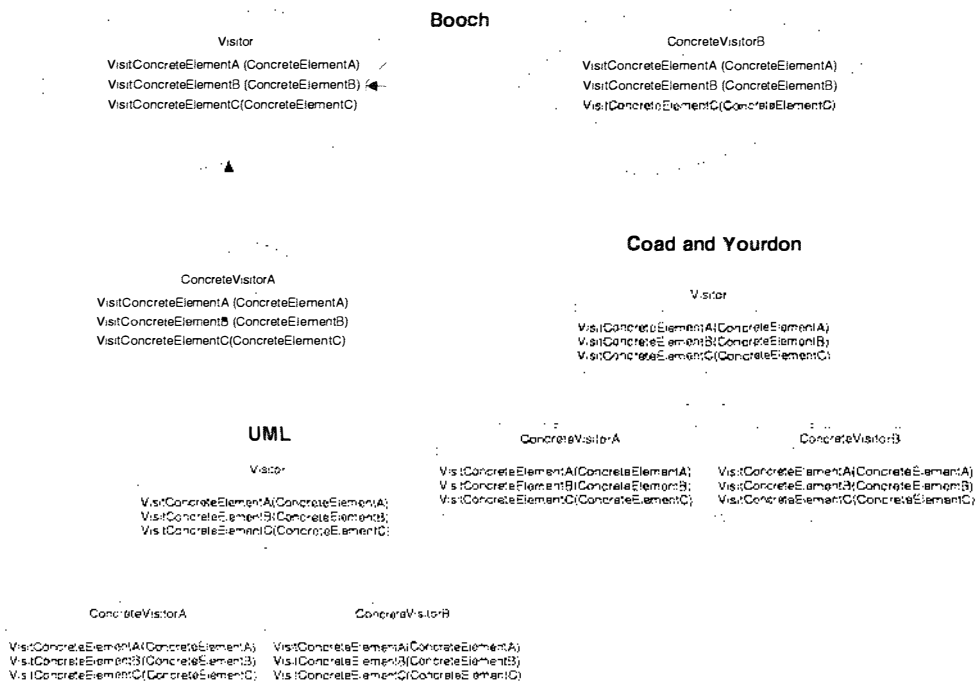 Booch
Visitor
VisitConcreteElementA (ConcreteElementA)
VisitConcreteElementB (ConcreteElementB)
VisitConcreteElementC(ConcreteElementC)
ConcreteVisitorB
VisitConcreteElementA (ConcreteElementA)
VisitConcreteElementB (ConcreteElementB)
VisitConcreteElementC(ConcreteElementC)
ConcreteVisitorA
VisitConcreteElementA (ConcreteElementA)
VisitConcreteElementB (ConcreteElementB)
VisitConcreteElementC(ConcreteElementC)
Coad and Yourdon
Visitor
VisitConcreteElementA(ConcreteElementA)
VisitConcreteElementB(ConcreteElementB)
VisitConcreteElementC(ConcreteElementC)
ConcreteVisitorA
VisitConcreteElementA(ConcreteElementA)
VisitConcreteElementB(ConcreteElementB)
VisitConcreteElementC(ConcreteElementC)
ConcreteVisitorB
VisitConcreteElementA(ConcreteElementA)
VisitConcreteElementB(ConcreteElementB)
VisitConcreteElementC(ConcreteElementC)
UML
Visitor
VisitConcreteElementA(ConcreteElementA)
VisitConcreteElementB(ConcreteElementB)
VisitConcreteElementC(ConcreteElementC)
ConcreteVisitorA
VisitConcreteElementA(ConcreteElementA)
VisitConcreteElementB(ConcreteElementB)
VisitConcreteElementC(ConcreteElementC)
ConcreteVisitorB
VisitConcreteElementA(ConcreteElementA)
VisitConcreteElementB(ConcreteElementB)
VisitConcreteElementC(ConcreteElementC)